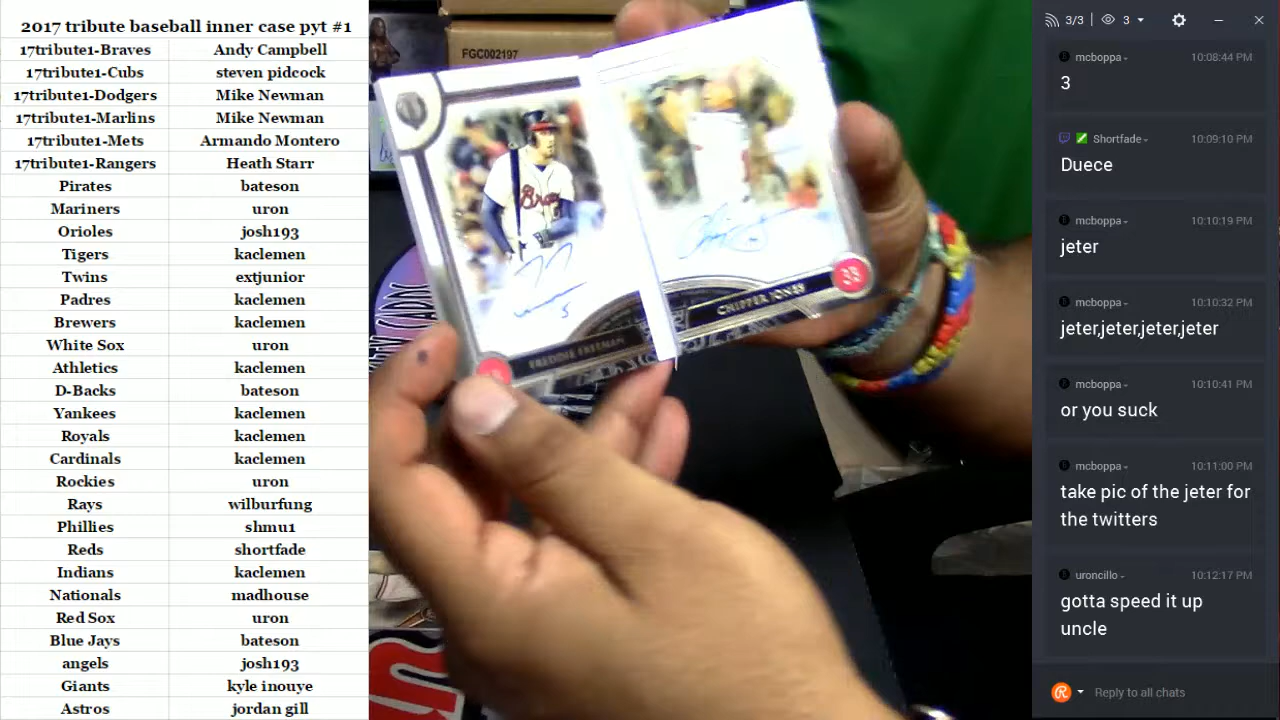 2017 tribute baseball inner case pyt #1
17tribute1-Braves Andy Campbell
17tribute1-Cubs steven pidcock
17tribute1-Dodgers Mike Newman
17tribute1-Marlins Mike Newman
17tribute1-Mets Armando Montero
17tribute1-Rangers Heath Starr
Pirates bateson
Mariners uron
Orioles josh193
Tigers kaclemen
Twins extjunior
Padres kaclemen
Brewers kaclemen
White Sox uron
Athletics kaclemen
D-Backs bateson
Yankees kaclemen
Royals kaclemen
Cardinals kaclemen
Rockies uron
Rays wilburfung
Phillies shmu1
Reds shortfade
Indians kaclemen
Nationals madhouse
Red Sox uron
Blue Jays bateson
angels josh193
Giants kyle inouye
Astros jordan gill
FGC002197
FREDDIE FREEMAN
CHIPPER JONES
3/3 3
mcboppa 10:08:44 PM
3
Shortfade 10:09:10 PM
Duece
mcboppa 10:10:19 PM
jeter
mcboppa 10:10:32 PM
jeter,jeter,jeter,jeter
mcboppa 10:10:41 PM
or you suck
mcboppa 10:11:00 PM
take pic of the jeter for
the twitters
uroncillo 10:12:17 PM
gotta speed it up
uncle
Reply to all chats